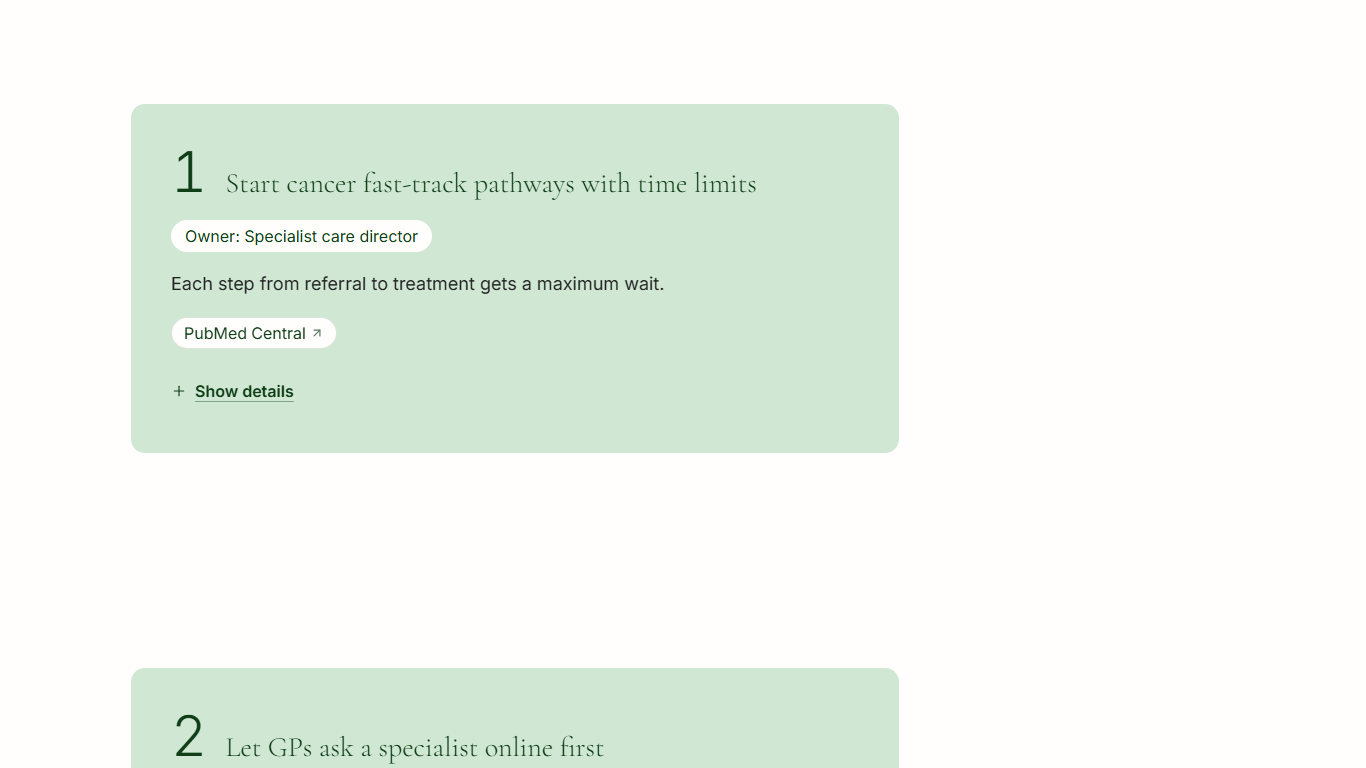 1 Start cancer fast-track pathways with time limits
Owner: Specialist care director
Each step from referral to treatment gets a maximum wait.
PubMed Central ↗
+ Show details
2 Let GPs ask a specialist online first